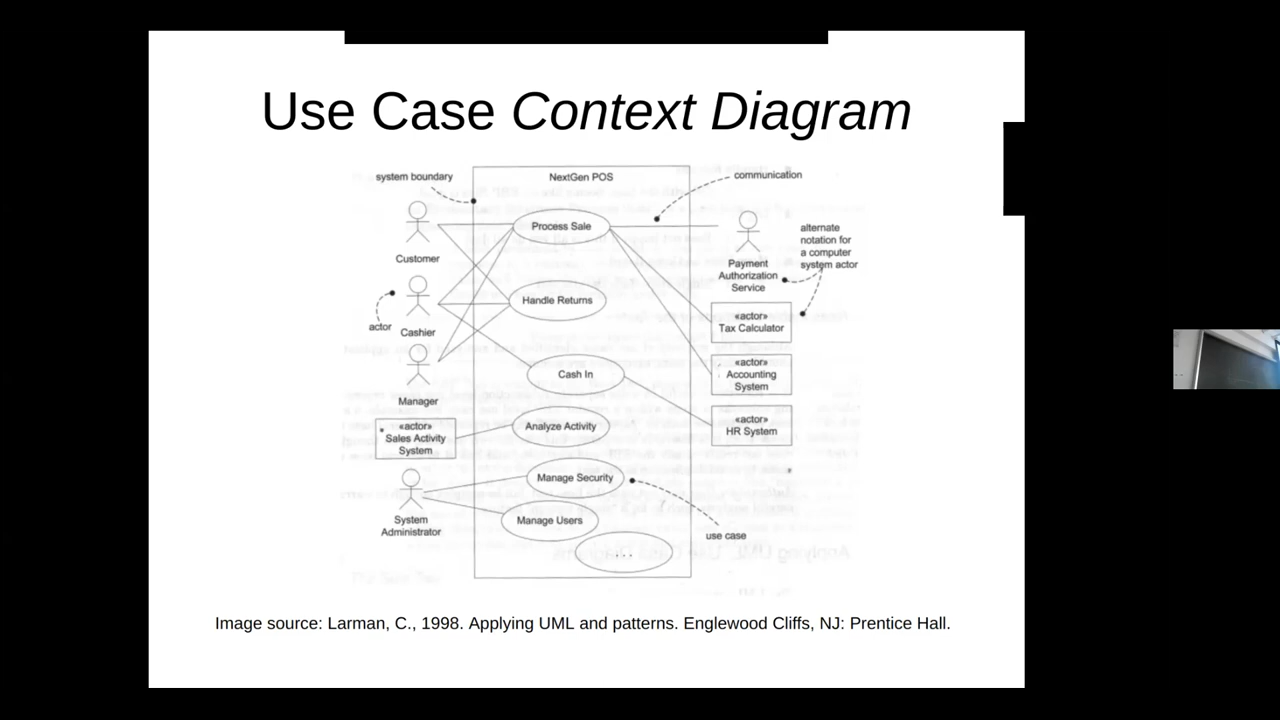 Use Case Context Diagram
system boundary
NextGen POS
communication
Process Sale
alternate
notation for
a computer
system actor
Customer
Payment
Authorization
Service
Handle Returns
actor
Cashier
«actor»
Tax Calculator
Cash In
«actor»
Accounting
System
Manager
«actor»
Sales Activity
System
Analyze Activity
«actor»
HR System
Manage Security
System
Administrator
Manage Users
use case
...
Image source: Larman, C., 1998. Applying UML and patterns. Englewood Cliffs, NJ: Prentice Hall.